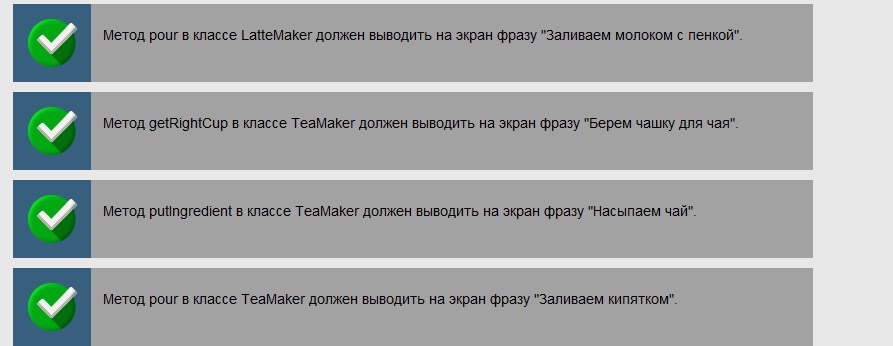 Метод pour в классе LatteMaker должен выводить на экран фразу "Заливаем молоком с пенкой".
Метод getRightCup в классе TeaMaker должен выводить на экран фразу "Берем чашку для чая".
Метод putIngredient в классе TeaMaker должен выводить на экран фразу "Насыпаем чай".
Метод pour в классе TeaMaker должен выводить на экран фразу "Заливаем кипятком".